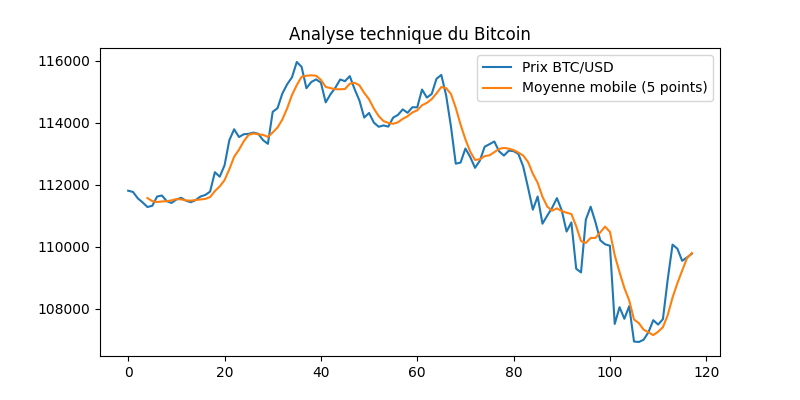 Analyse technique du Bitcoin
Prix BTC/USD
Moyenne mobile (5 points)
116000
114000
112000
110000
108000
0 20 40 60 80 100 120